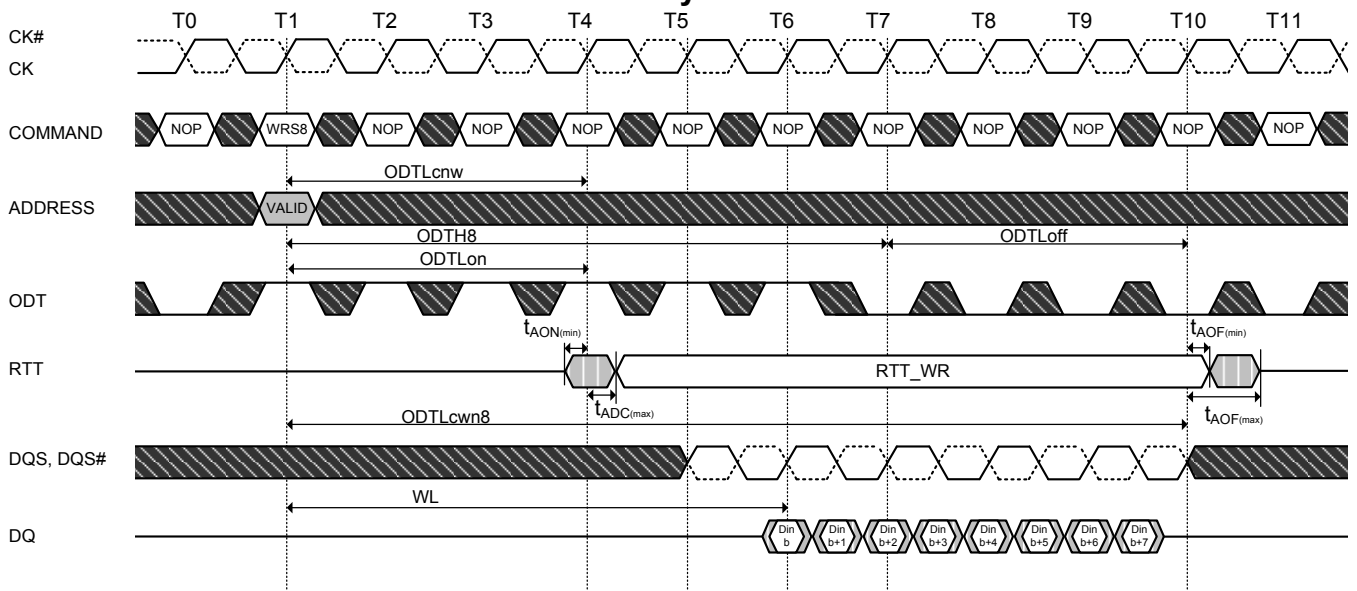 T0 T1 T2 T3 T4 T5 T6 T7 T8 T9 T10 T11
CK#
CK
COMMAND NOP WRS8 NOP NOP NOP NOP NOP NOP NOP NOP NOP NOP
ODTLcnw
ADDRESS VALID
ODTH8 ODTLoff
ODTLon
ODT
tAON(min) tAOF(min)
RTT RTT_WR
tADC(max) tAOF(max)
ODTLcwn8
DQS, DQS#
WL
DQ Din b Din b+1 Din b+2 Din b+3 Din b+4 Din b+5 Din b+6 Din b+7